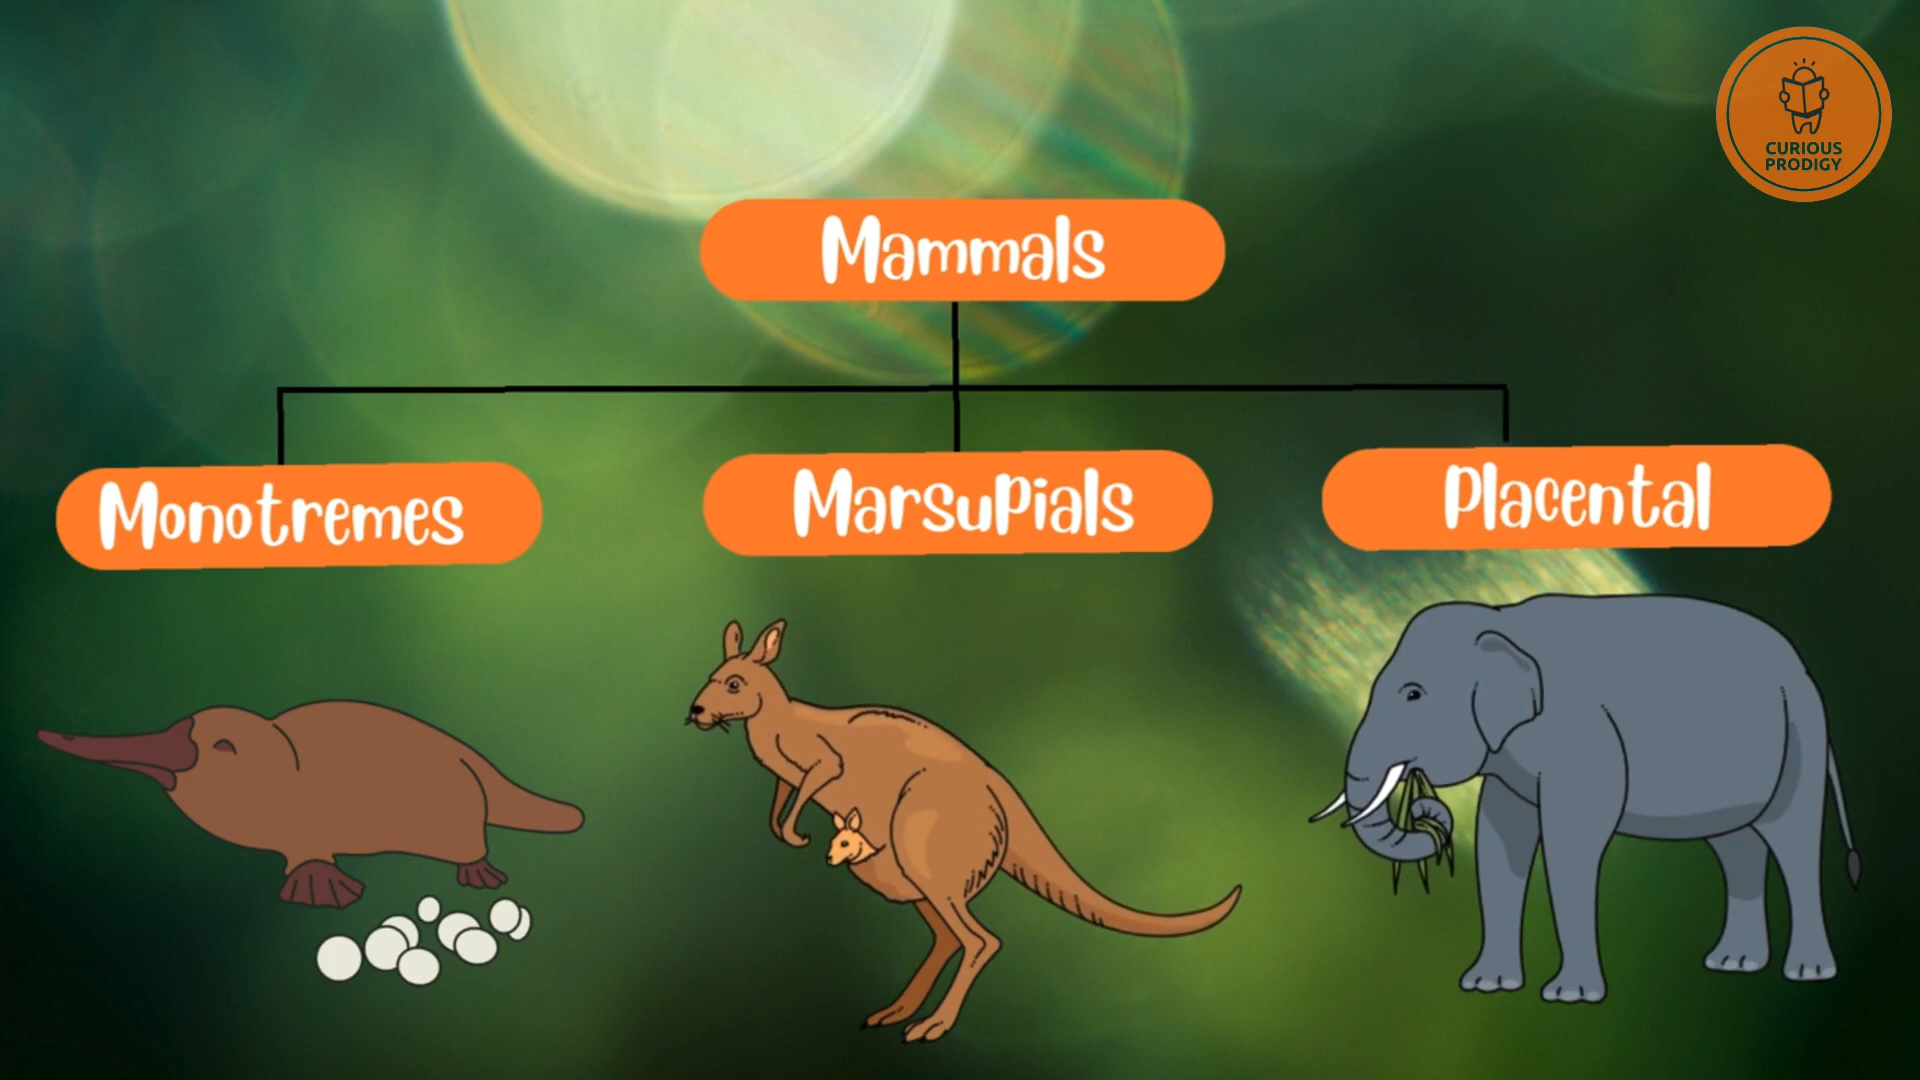 CURIOUS
PRODIGY
Mammals
Monotremes
Marsupials
Placental